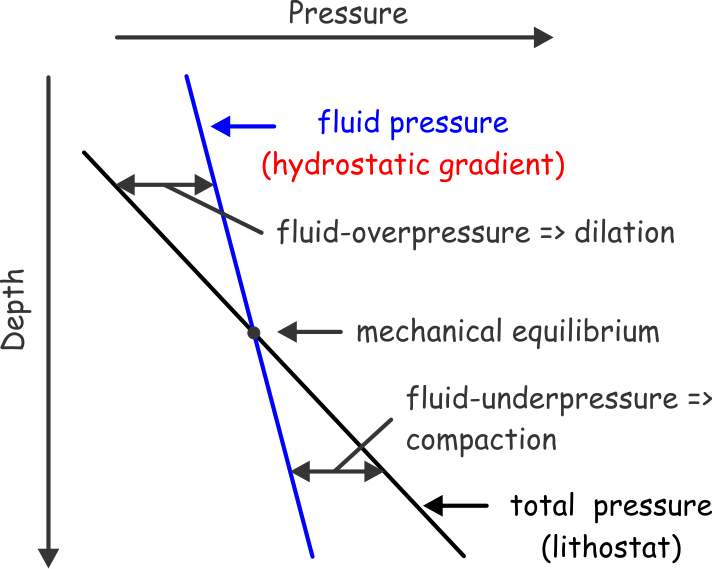 Pressure
fluid pressure
(hydrostatic gradient)
fluid-overpressure => dilation
Depth
mechanical equilibrium
fluid-underpressure =>
compaction
total pressure
(lithostat)